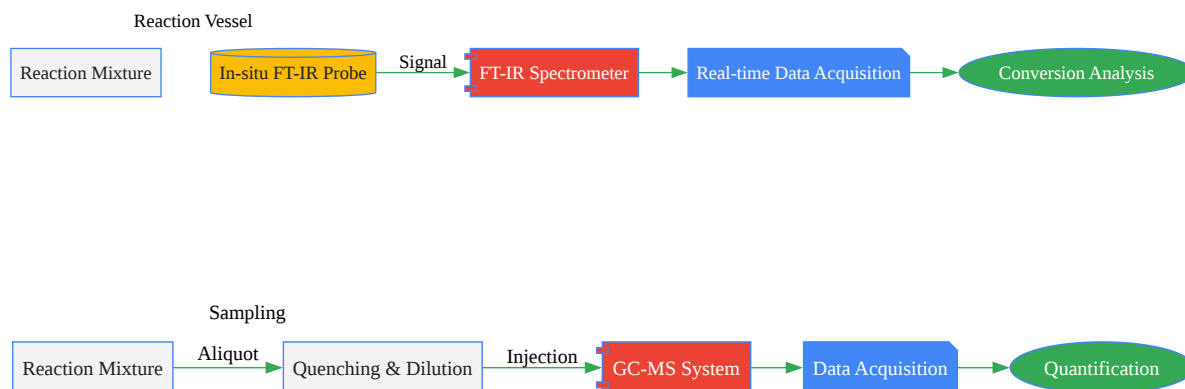 Reaction Vessel
Reaction Mixture
In-situ FT-IR Probe
Signal
FT-IR Spectrometer
Real-time Data Acquisition
Conversion Analysis
Sampling
Reaction Mixture
Aliquot
Quenching & Dilution
Injection
GC-MS System
Data Acquisition
Quantification